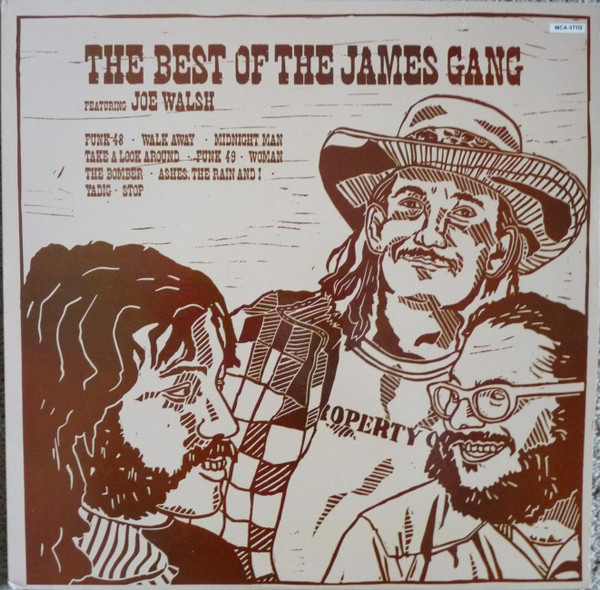 MCA-37112
THE BEST OF THE JAMES GANG
FEATURING JOE WALSH
FUNK 48 · WALK AWAY · MIDNIGHT MAN
TAKE A LOOK AROUND · FUNK 49 · WOMAN
THE BOMBER · ASHES, THE RAIN AND I ·
YADIG · STOP
ROPERTY O